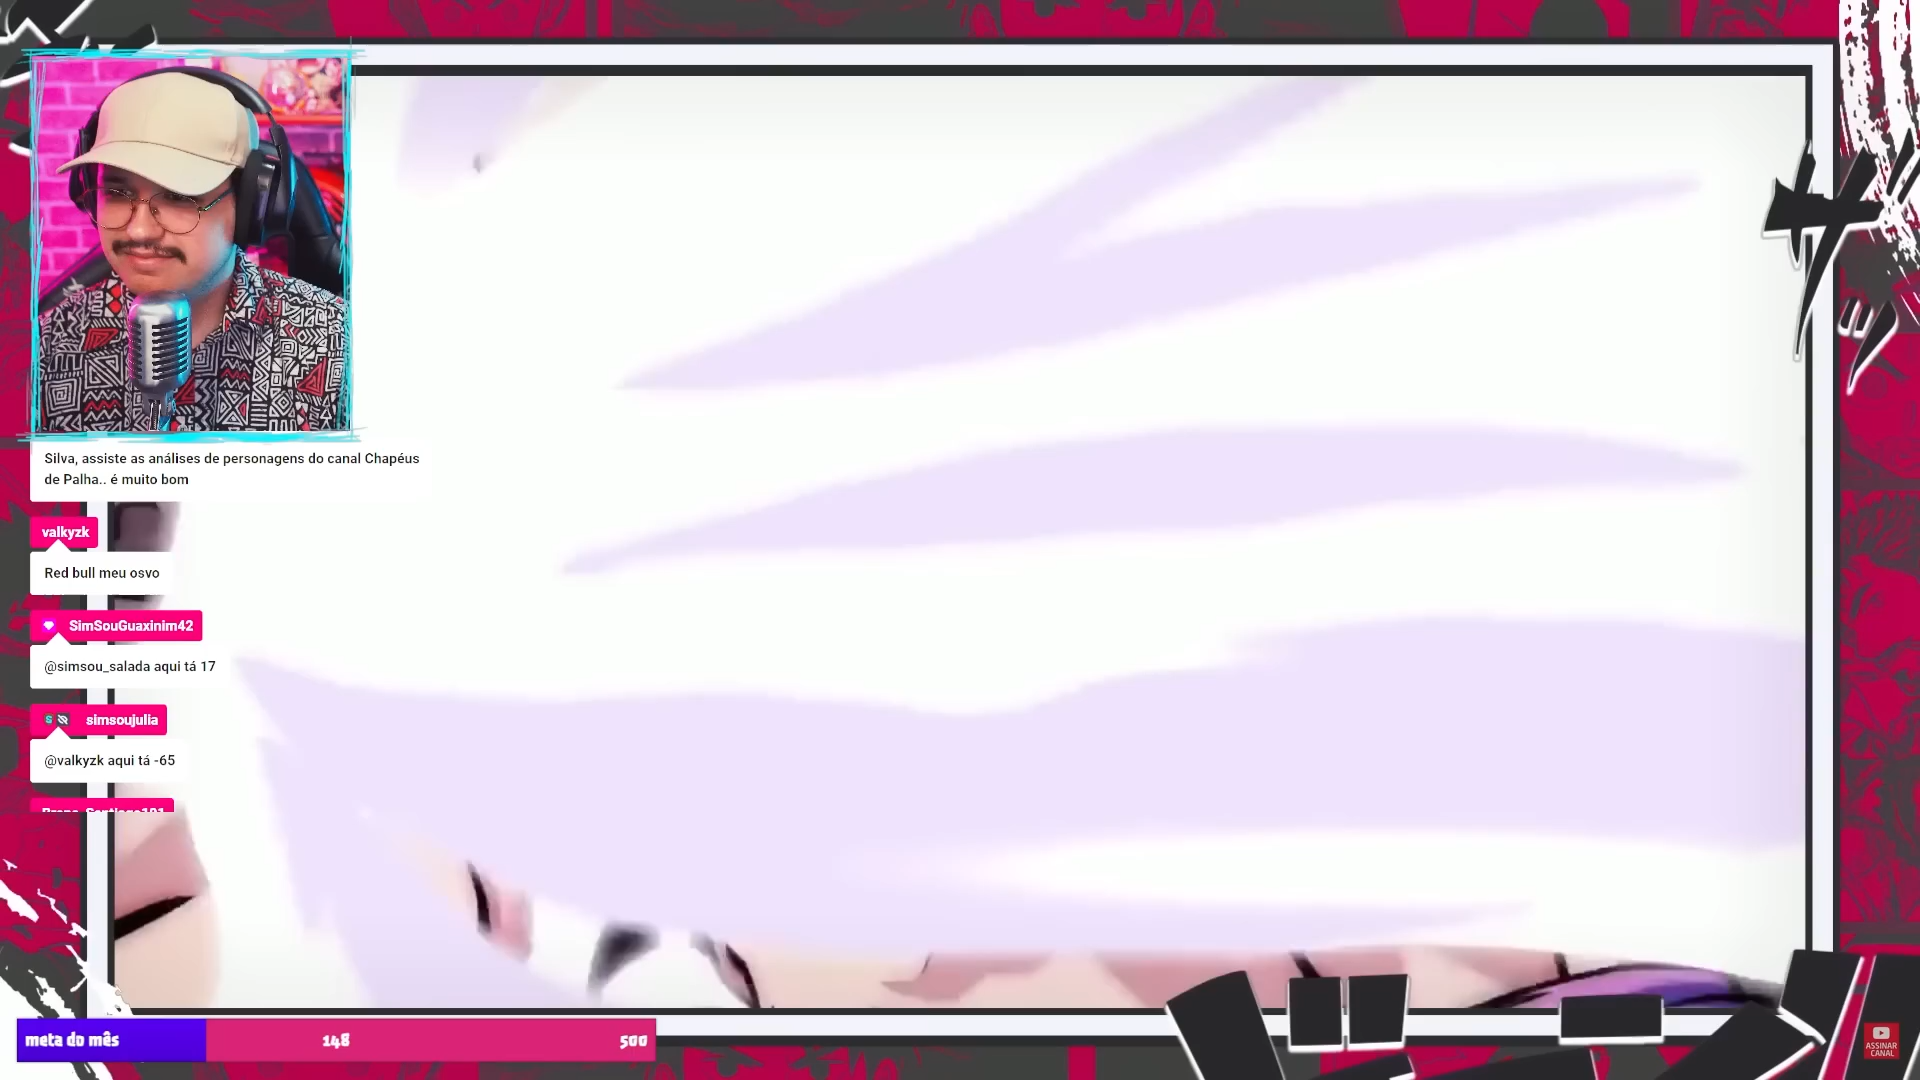 Silva, assiste as análises de personagens do canal Chapéus
de Palha.. é muito bom
valkyzk
Red bull meu osvo
SimSouGuaxinim42
@simsou_salada aqui tá 17
simsoujulia
@valkyzk aqui tá -65
meta do mês
148
500
ASSINAR
CANAL